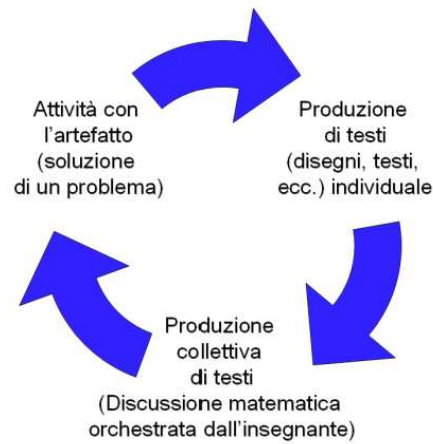 Attività con
l'artefatto
(soluzione
di un problema)
Produzione
di testi
(disegni, testi,
ecc.) individuale
Produzione
collettiva
di testi
(Discussione matematica
orchestrata dall'insegnante)